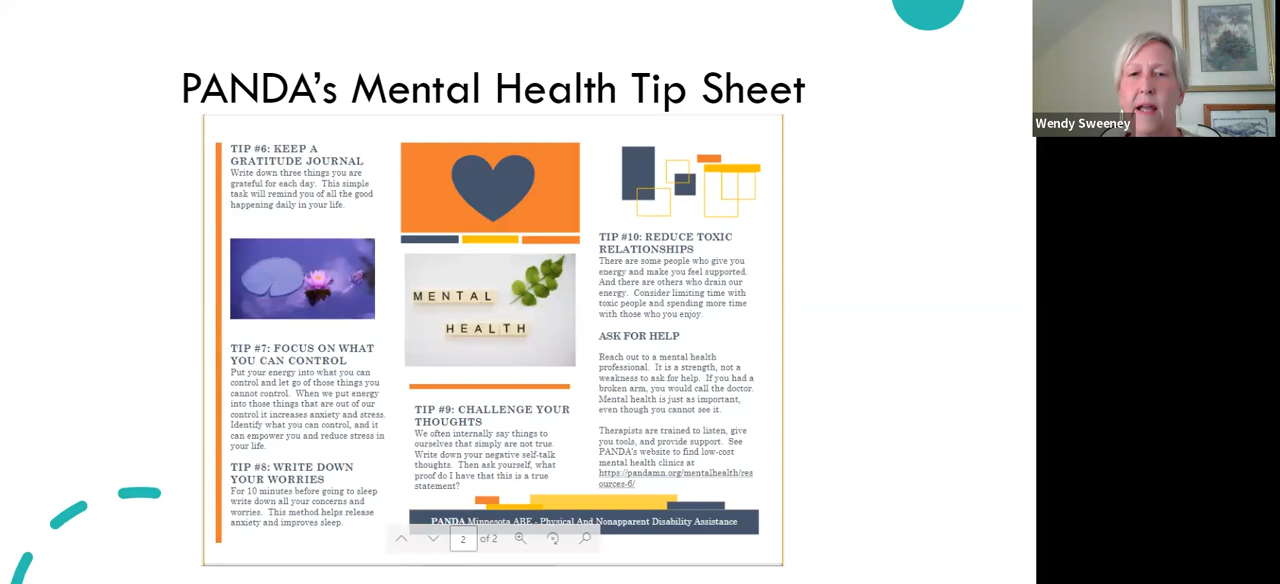 PANDA's Mental Health Tip Sheet
TIP #6: KEEP A
GRATITUDE JOURNAL
Write down three things you are
grateful for each day. This simple
task will remind you of all the good
happening daily in your life.
TIP #7: FOCUS ON WHAT
YOU CAN CONTROL
Put your energy into what you can
control and let go of those things you
cannot control. When we put energy
into those things that are out of our
control it increases anxiety and stress.
Identify what you can control, and it
can empower you and reduce stress in
your life.
TIP #8: WRITE DOWN
YOUR WORRIES
For 10 minutes before going to sleep
write down all your concerns and
worries. This method helps release
anxiety and improves sleep.
MENTAL
HEALTH
TIP #9: CHALLENGE YOUR
THOUGHTS
We often internally say things to
ourselves that simply are not true.
Write down your negative self-talk
thoughts. Then ask yourself, what
proof do I have that this is a true
statement?
TIP #10: REDUCE TOXIC
RELATIONSHIPS
There are some people who give you
energy and make you feel supported.
And there are others who drain our
energy. Consider limiting time with
toxic people and spending more time
with those who you enjoy.
ASK FOR HELP
Reach out to a mental health
professional. It is a strength, not a
weakness to ask for help. If you had a
broken arm, you would call the doctor.
Mental health is just as important,
even though you cannot see it.
Therapists are trained to listen, give
you tools, and provide support. See
PANDA's website to find low-cost
mental health clinics at
https://pandamn.org/mentalhealth/res
ources-6/
PANDA Minnesota ABE - Physical And Nonapparent Disability Assistance
2 of 2
Wendy Sweeney